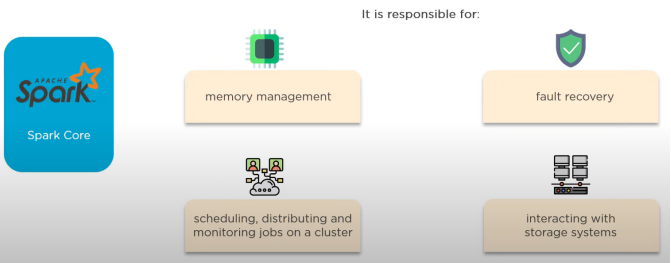 It is responsible for:
APACHE
Spark
Spark Core
memory management
fault recovery
scheduling, distributing and
monitoring jobs on a cluster
interacting with
storage systems